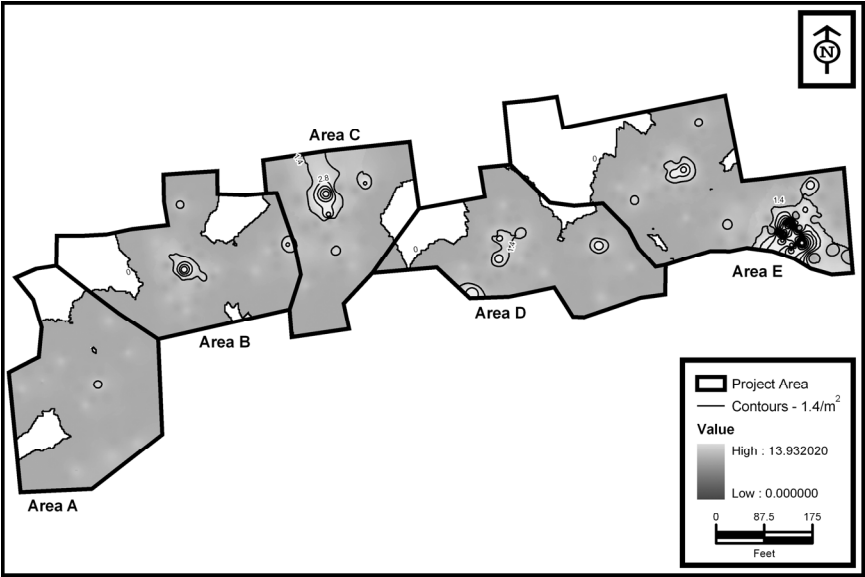 N
Area C
1.4
2.8
0
0
1.4
Area E
0
1.4
Area D
0
Area B
Area A
Project Area
Contours - 1.4/m²
Value
High : 13.932020
Low : 0.000000
0 87.5 175
Feet